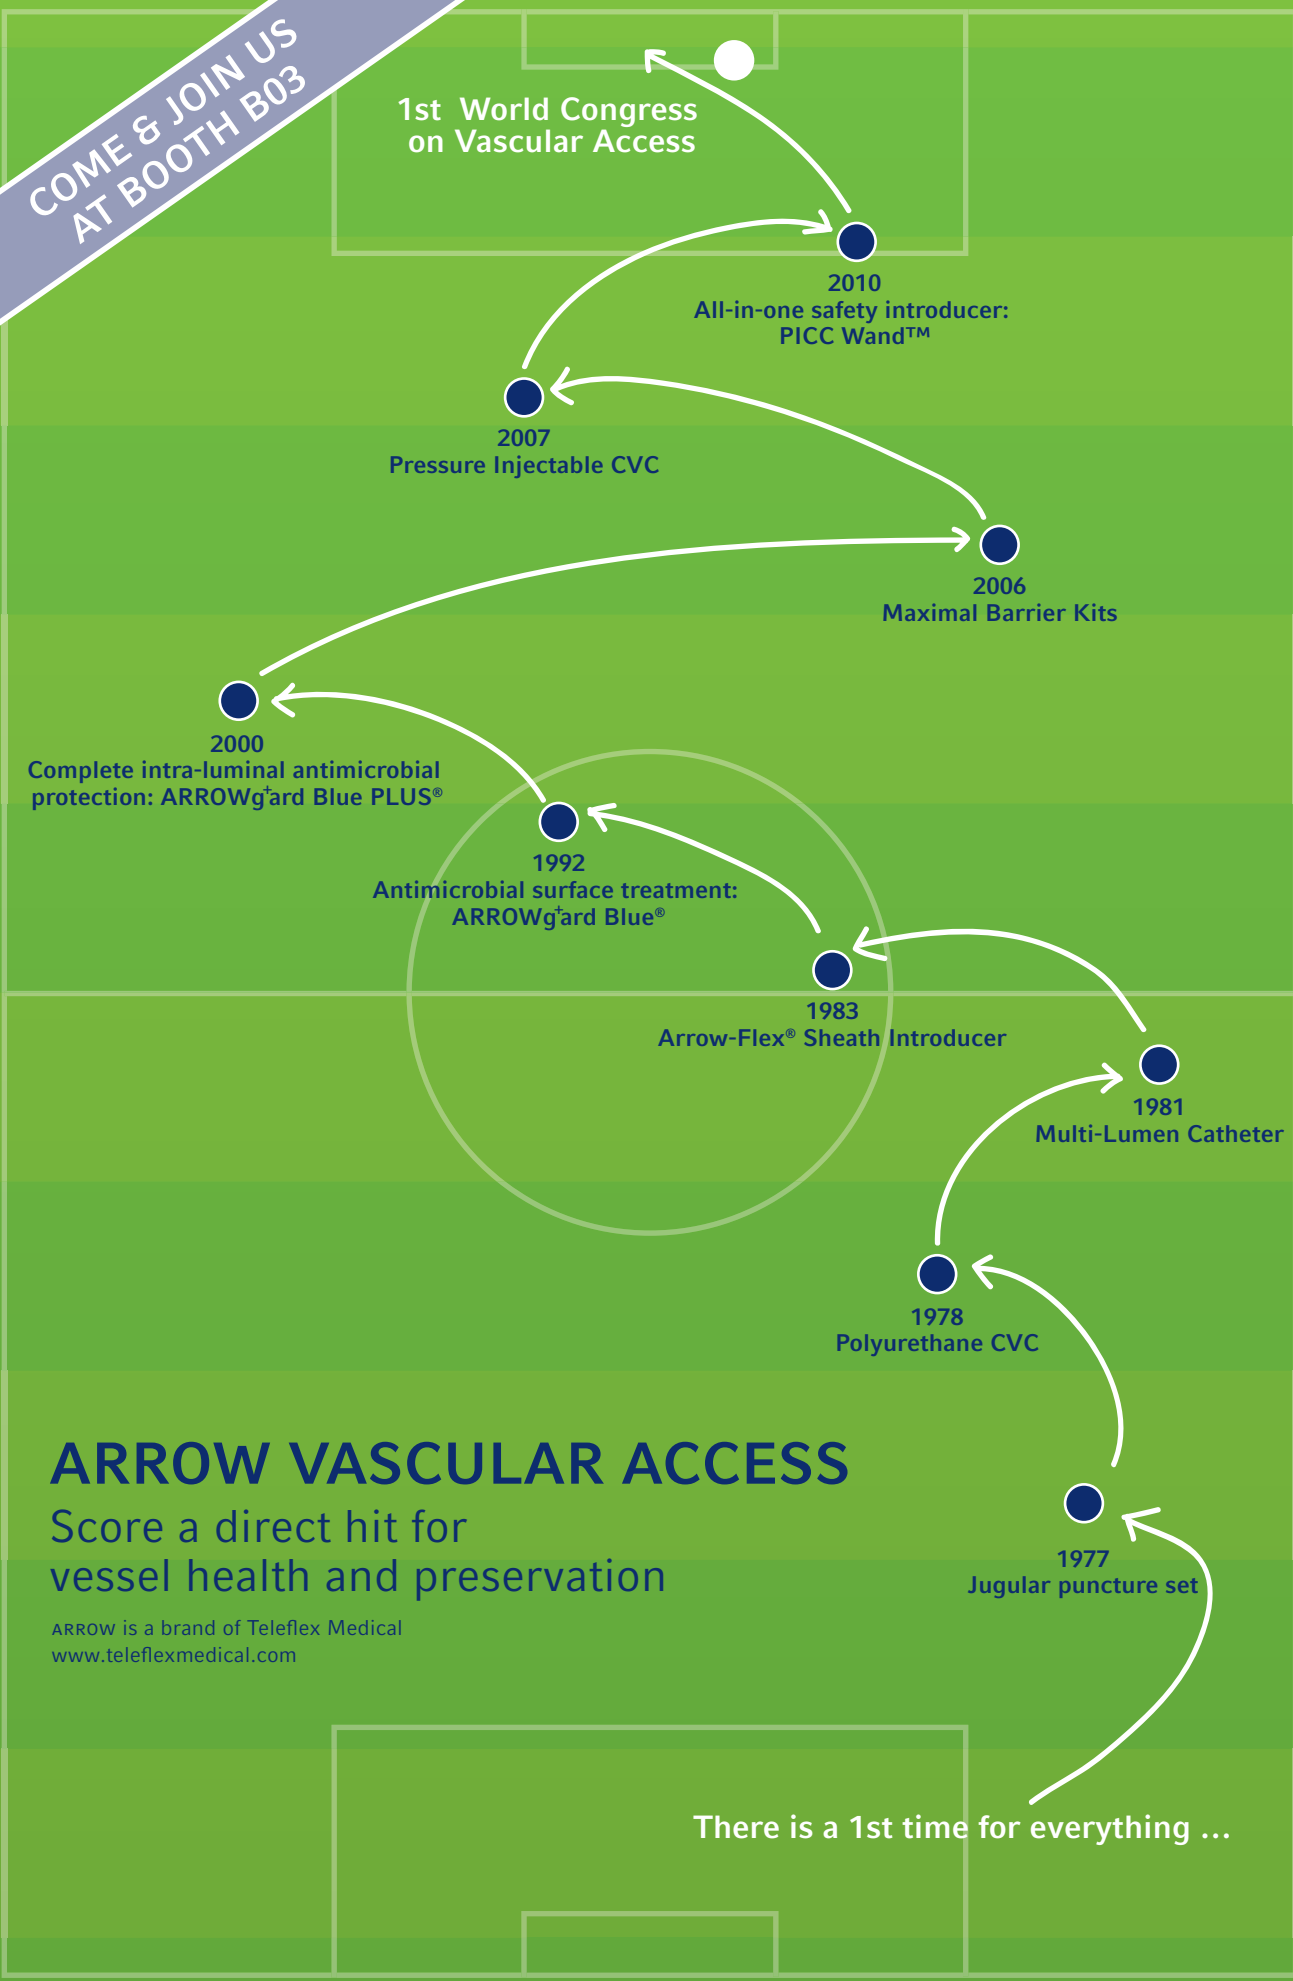 COME & JOIN US
AT BOOTH B03
1st World Congress
on Vascular Access
2010
All-in-one safety introducer:
PICC Wand™
2007
Pressure Injectable CVC
2006
Maximal Barrier Kits
2000
Complete intra-luminal antimicrobial
protection: ARROWg⁺ard Blue PLUS®
1992
Antimicrobial surface treatment:
ARROWg⁺ard Blue®
1983
Arrow-Flex® Sheath Introducer
1981
Multi-Lumen Catheter
1978
Polyurethane CVC
1977
Jugular puncture set
ARROW VASCULAR ACCESS
Score a direct hit for
vessel health and preservation
ARROW is a brand of Teleflex Medical
www.teleflexmedical.com
There is a 1st time for everything ...